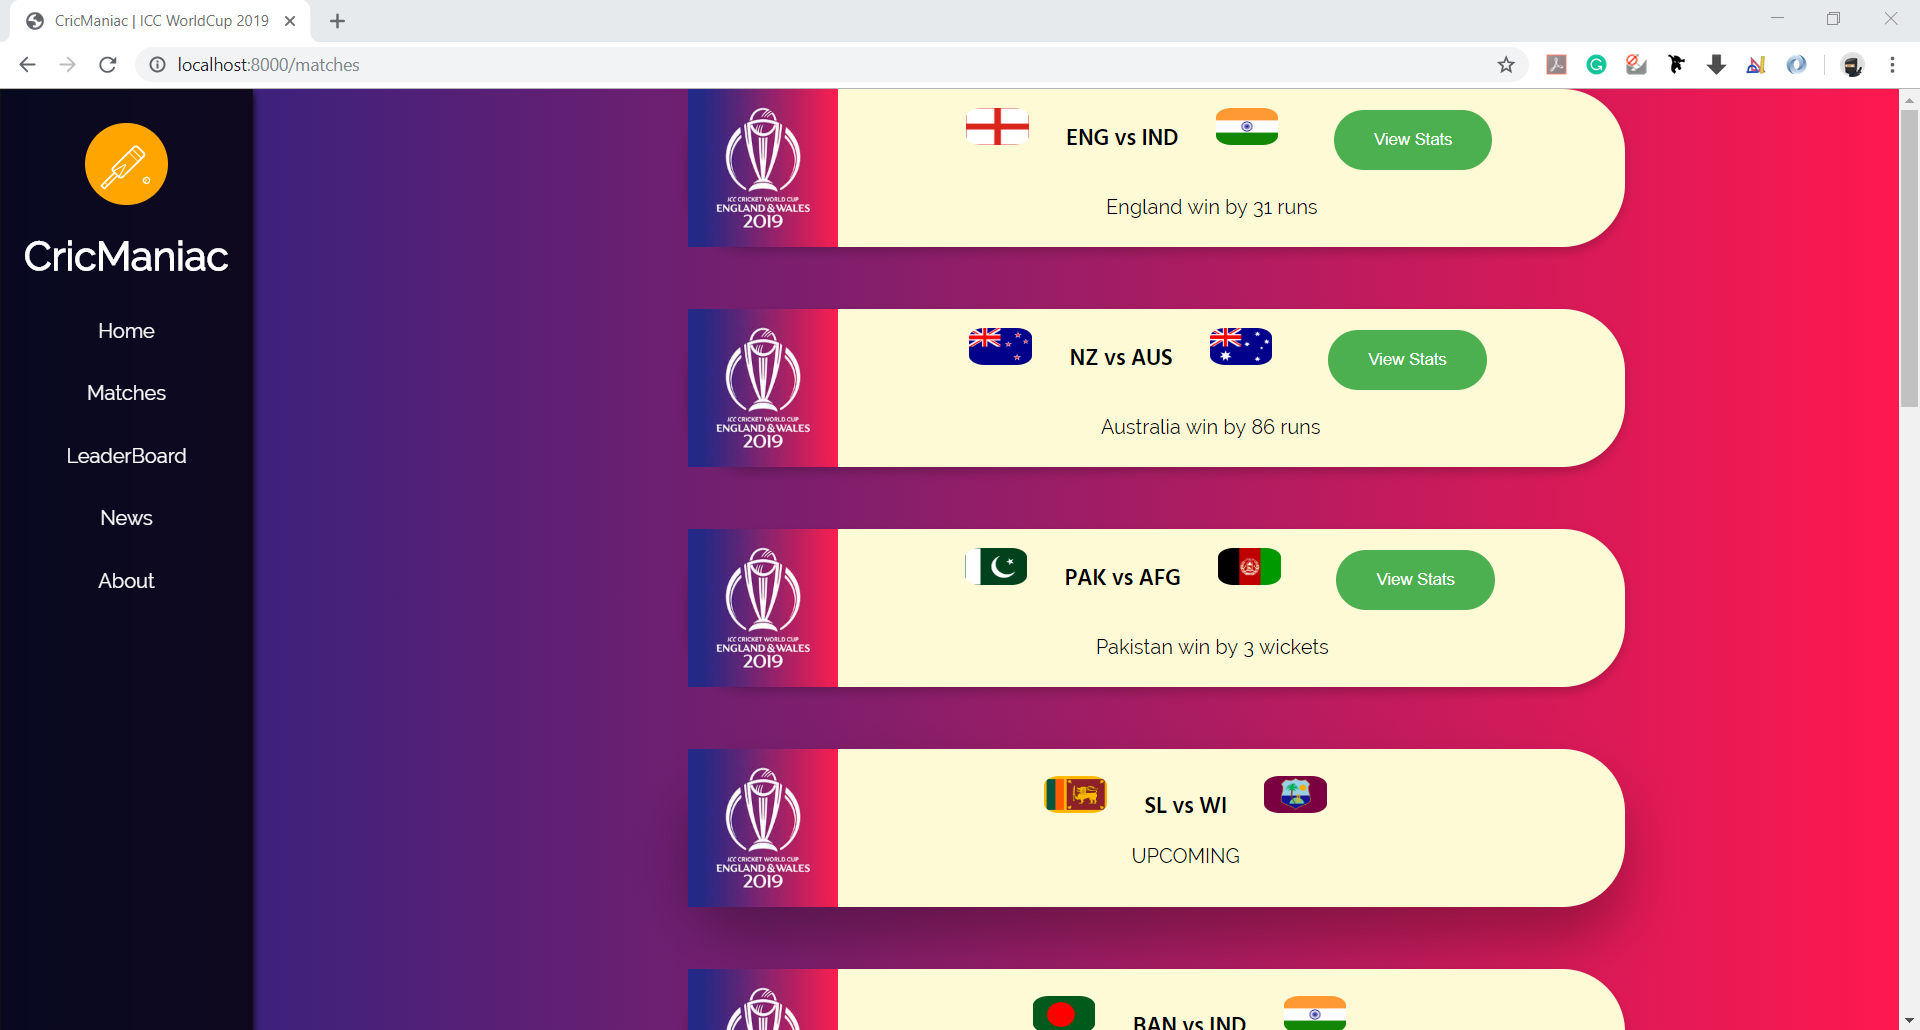 CricManiac | ICC WorldCup 2019
localhost:8000/matches
CricManiac
Home
Matches
LeaderBoard
News
About
ICC CRICKET WORLD CUP
ENGLAND & WALES
2019
ENG vs IND
View Stats
England win by 31 runs
ICC CRICKET WORLD CUP
ENGLAND & WALES
2019
NZ vs AUS
View Stats
Australia win by 86 runs
ICC CRICKET WORLD CUP
ENGLAND & WALES
2019
PAK vs AFG
View Stats
Pakistan win by 3 wickets
ICC CRICKET WORLD CUP
ENGLAND & WALES
2019
SL vs WI
UPCOMING
BAN vs IND